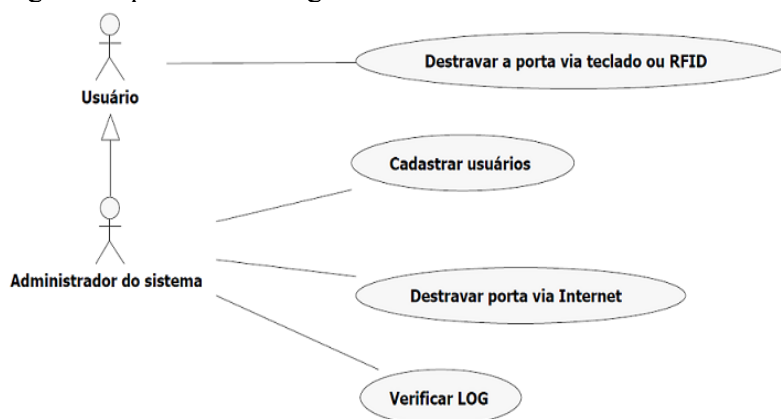 Destravar a porta via teclado ou RFID
Usuário
Cadastrar usuários
Administrador do sistema
Destravar porta via Internet
Verificar LOG